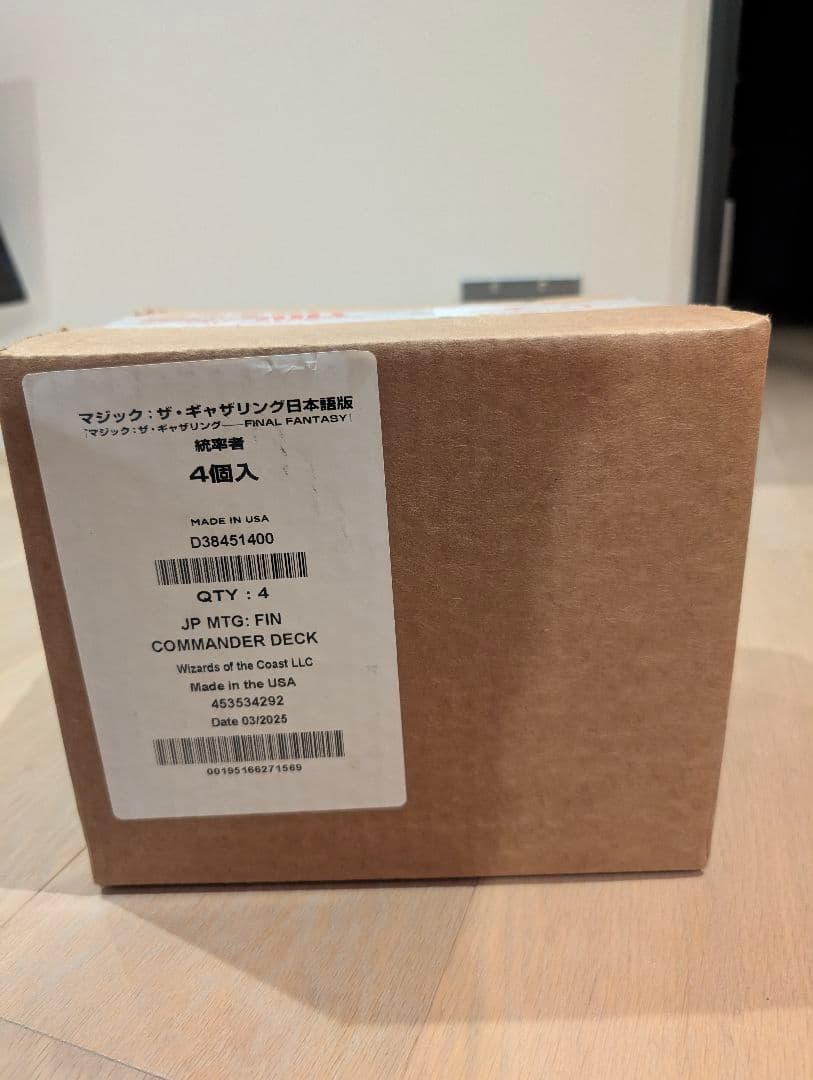 マジック：ザ・ギャザリング日本語版
『マジック：ザ・ギャザリング——FINAL FANTASY』
統率者
4個入
MADE IN USA
D38451400
QTY : 4
JP MTG: FIN
COMMANDER DECK
Wizards of the Coast LLC
Made in the USA
453534292
Date 03/2025
00195166271569